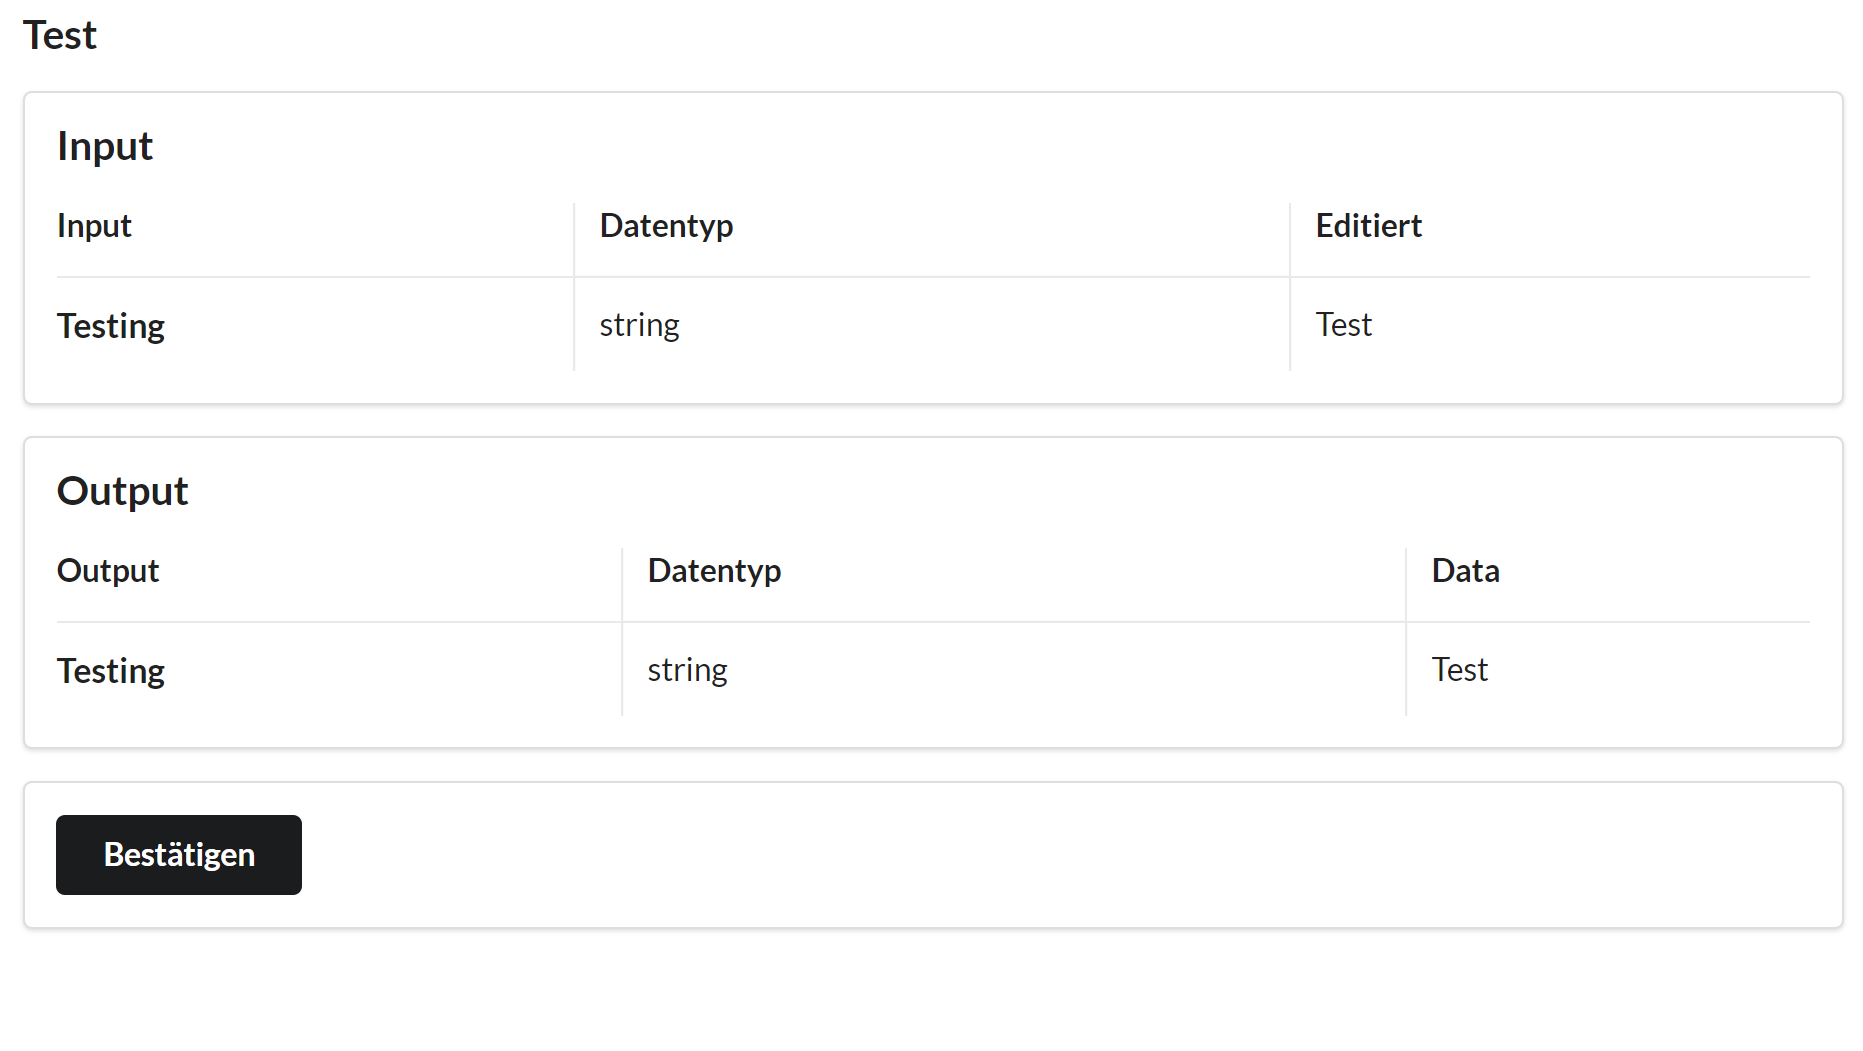 Test
Input
Input Datentyp Editiert
Testing string Test
Output
Output Datentyp Data
Testing string Test
Bestätigen